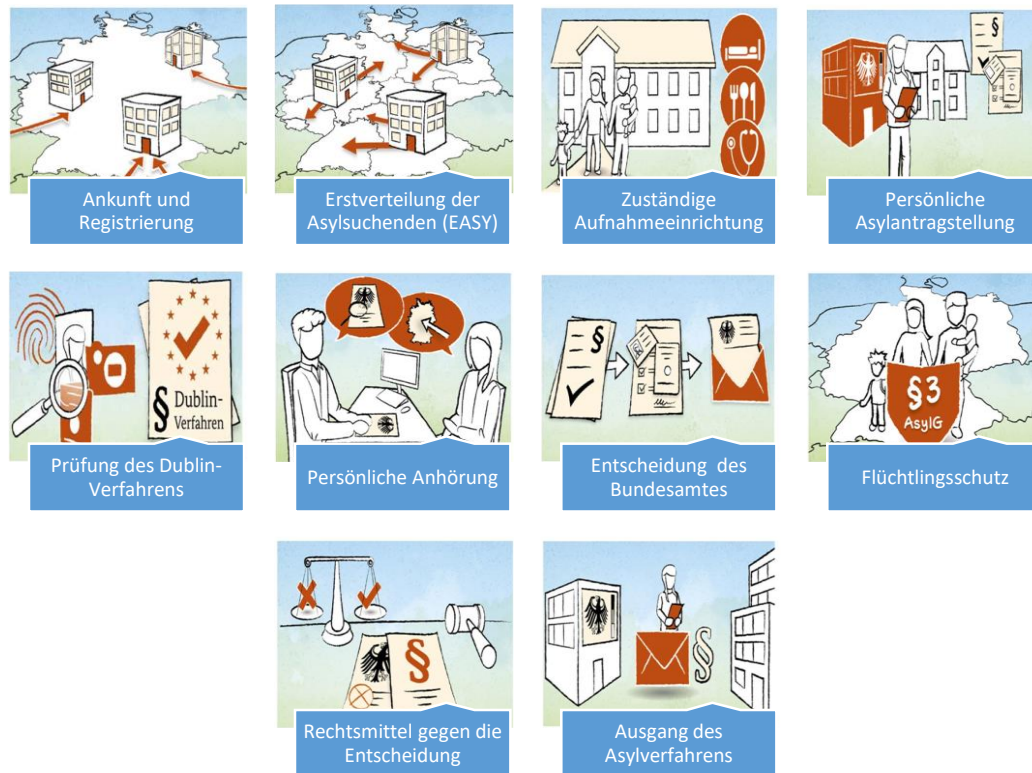 Ankunft und
Registrierung
Erstverteilung der
Asylsuchenden (EASY)
Zuständige
Aufnahmeeinrichtung
§
Persönliche
Asylantragstellung
§ Dublin-
Verfahren
Prüfung des Dublin-
Verfahrens
Persönliche Anhörung
§
Entscheidung des
Bundesamtes
§3
AsylG
Flüchtlingsschutz
§
Rechtsmittel gegen die
Entscheidung
§
Ausgang des
Asylverfahrens